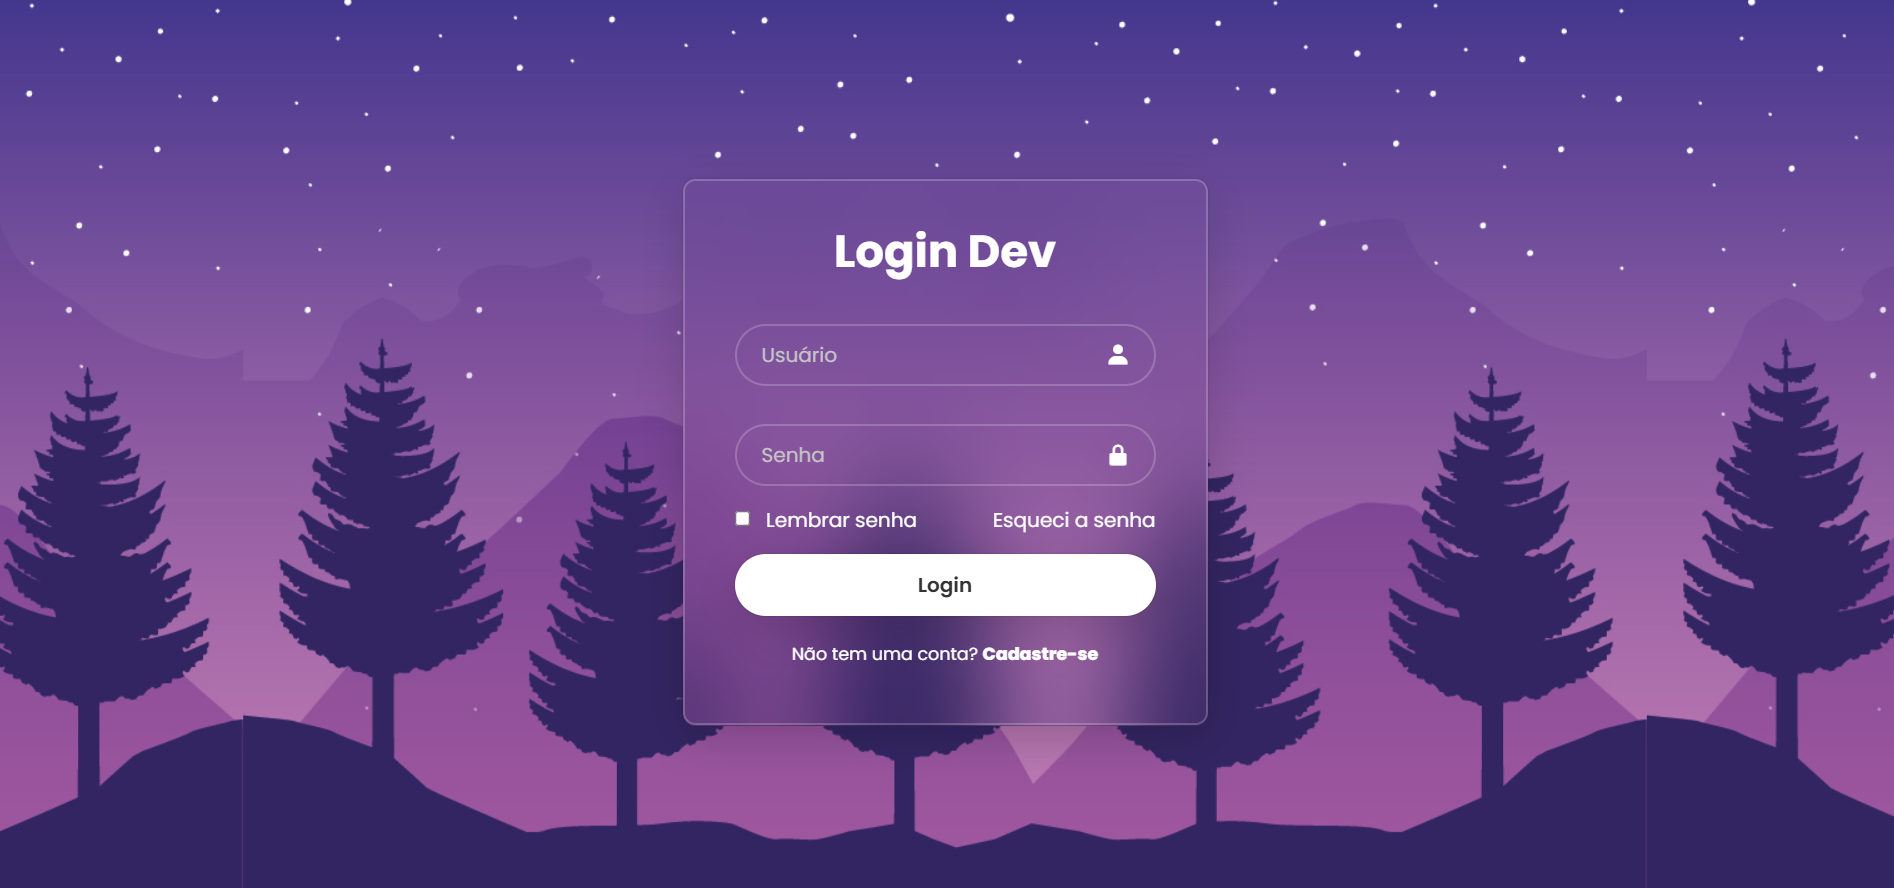 Login Dev
Usuário
Senha
Lembrar senha Esqueci a senha
Login
Não tem uma conta? Cadastre-se